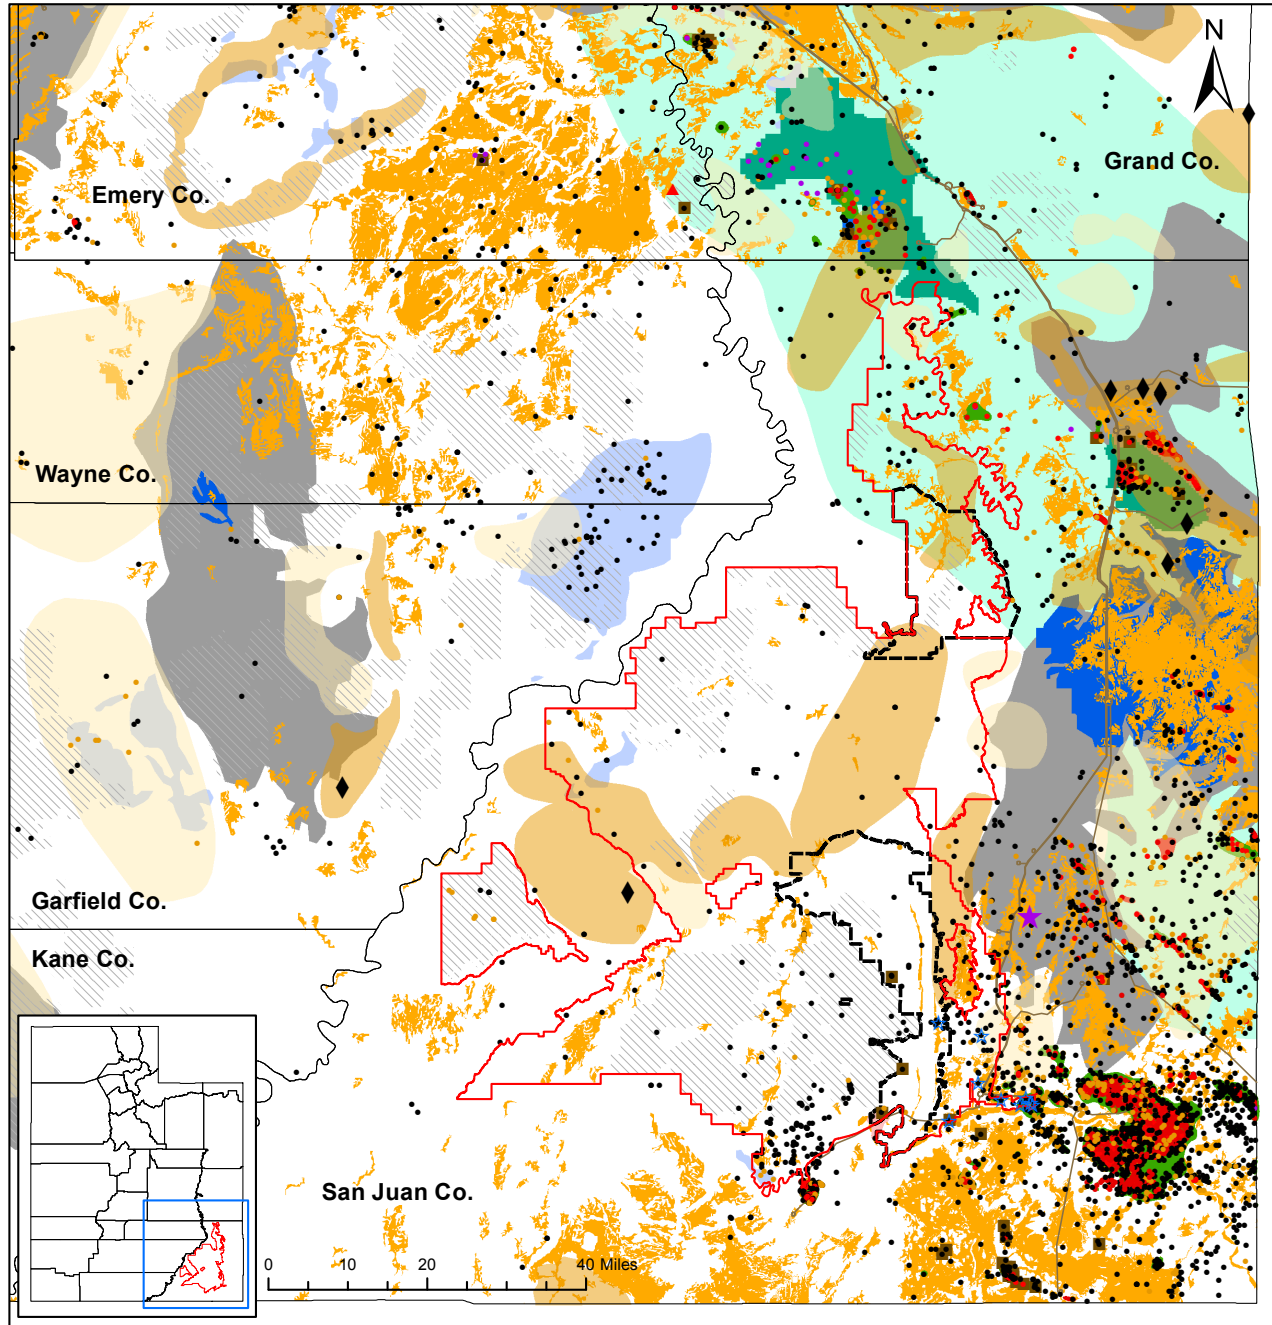 N
Grand Co.
Emery Co.
Wayne Co.
Garfield Co.
Kane Co.
San Juan Co.
0 10 20 40 Miles